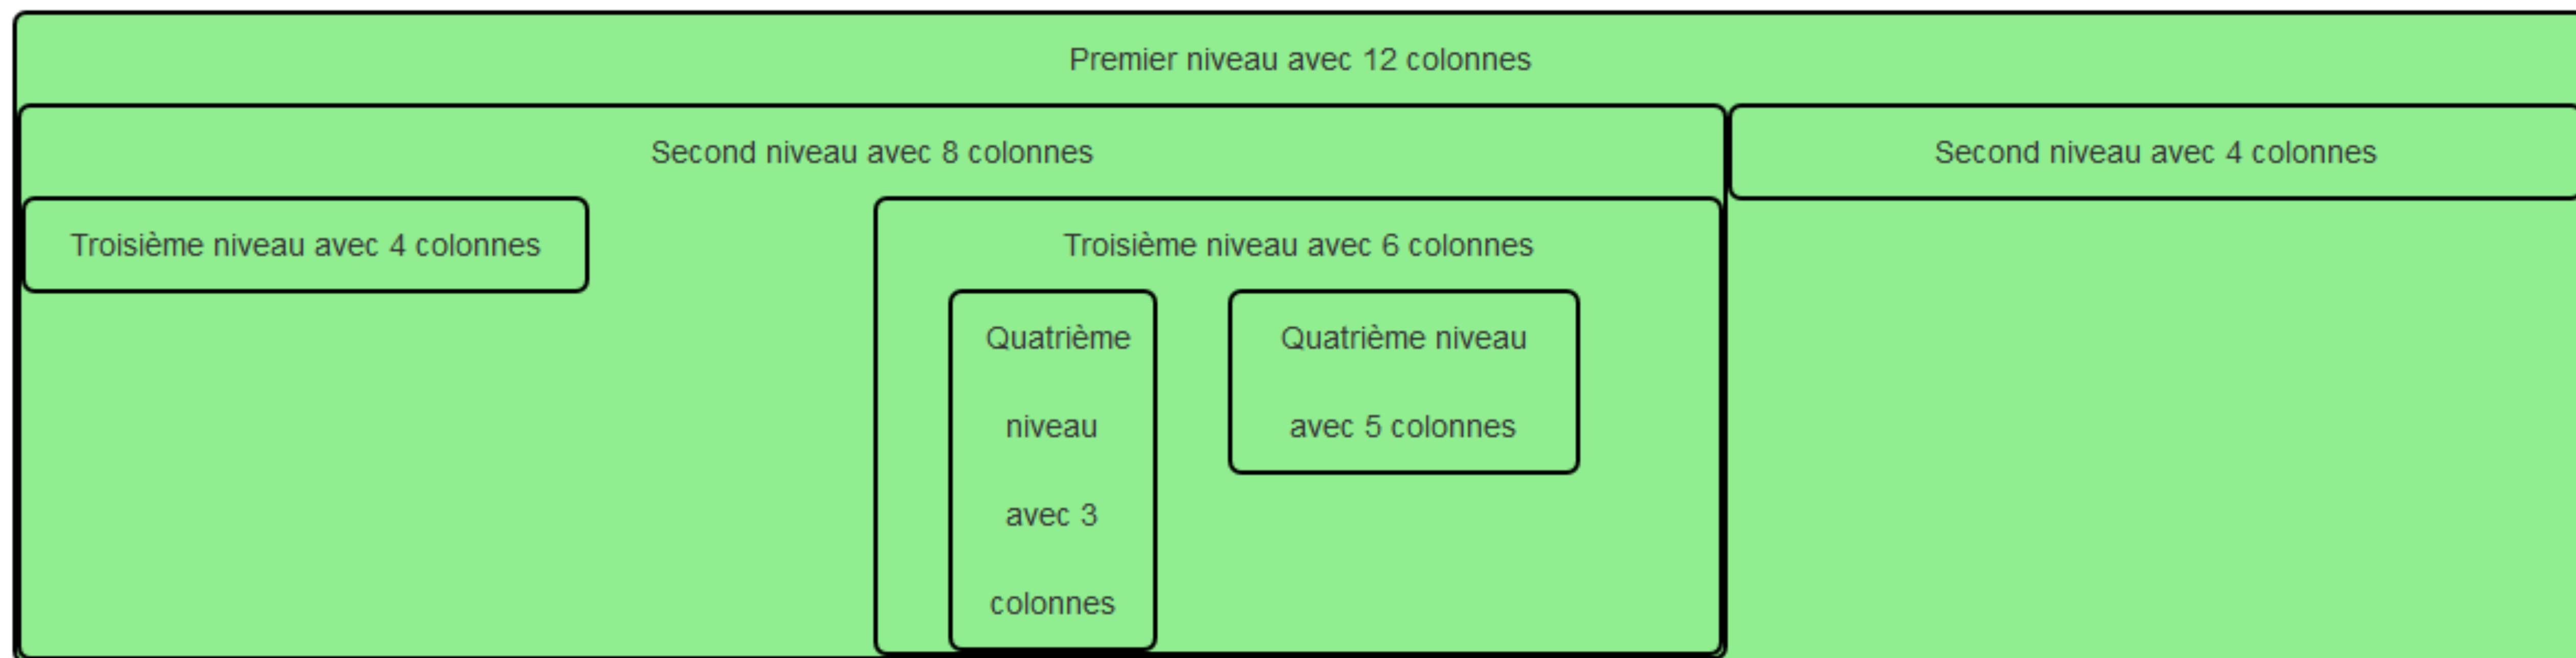 Premier niveau avec 12 colonnes
Second niveau avec 8 colonnes
Second niveau avec 4 colonnes
Troisième niveau avec 4 colonnes
Troisième niveau avec 6 colonnes
Quatrième
niveau
avec 3
colonnes
Quatrième niveau
avec 5 colonnes